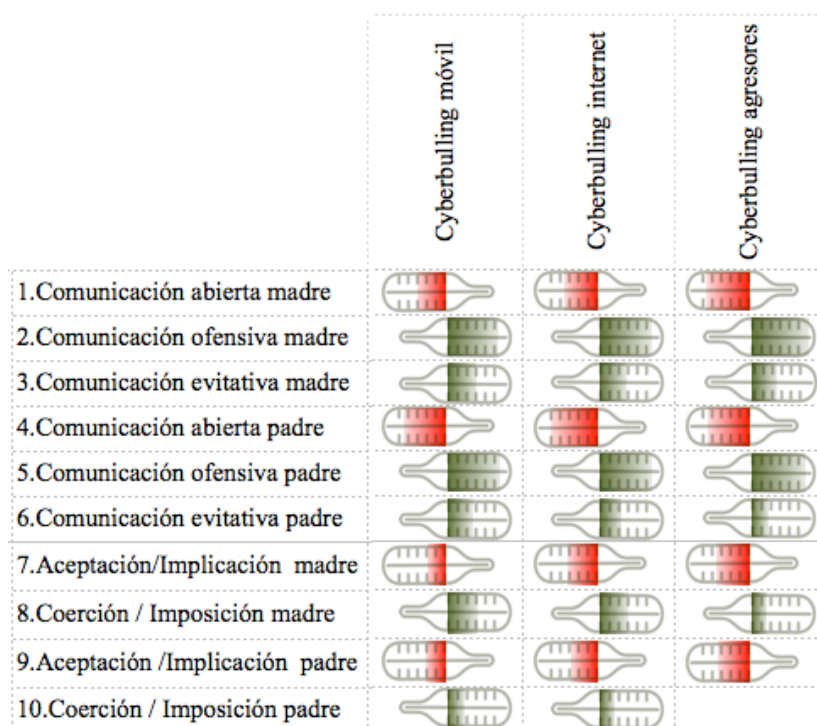 Cyberbulling móvil
Cyberbulling internet
Cyberbulling agresores
1.Comunicación abierta madre
2.Comunicación ofensiva madre
3.Comunicación evitativa madre
4.Comunicación abierta padre
5.Comunicación ofensiva padre
6.Comunicación evitativa padre
7.Aceptación/Implicación  madre
8.Coerción / Imposición madre
9.Aceptación /Implicación  padre
10.Coerción / Imposición padre